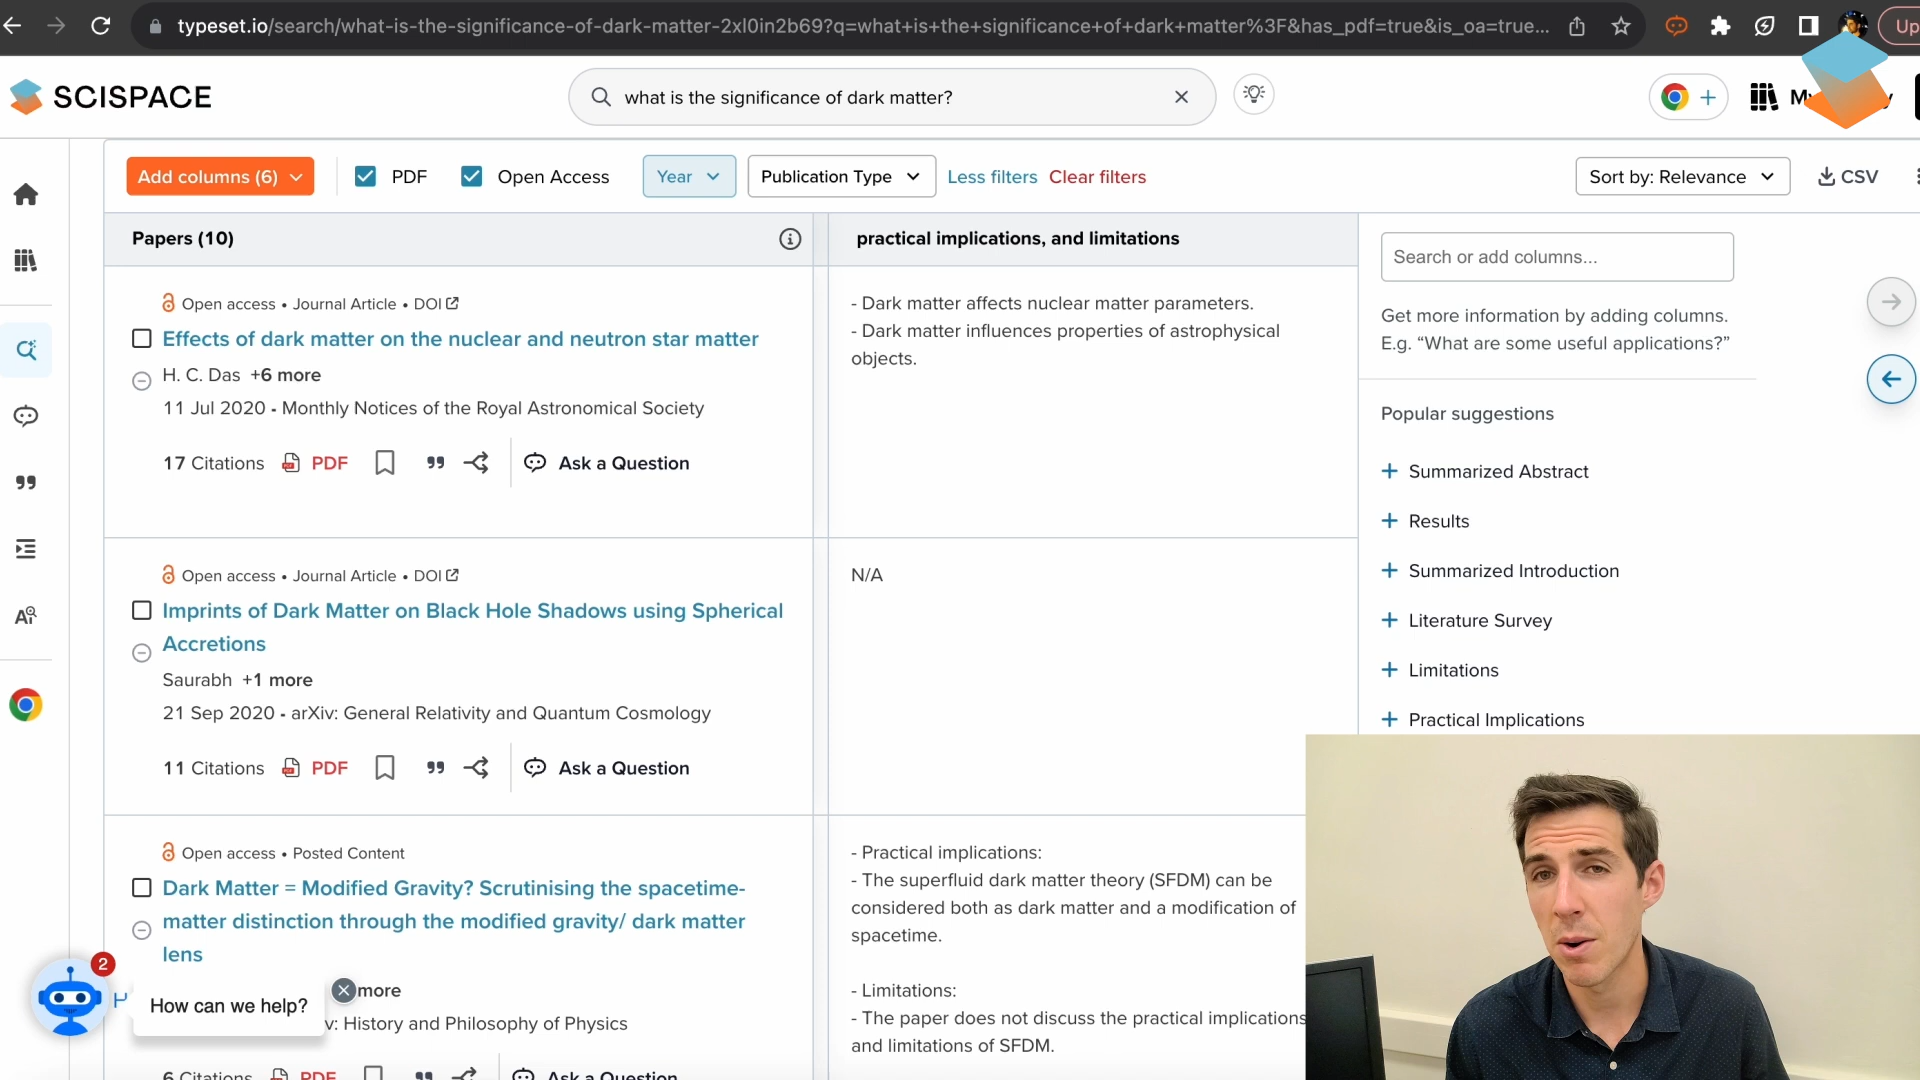 typeset.io/search/what-is-the-significance-of-dark-matter-2xl0in2b69?q=what+is+the+significance+of+dark+matter%3F&has_pdf=true&is_oa=true...
Up
SCISPACE
what is the significance of dark matter?
Add columns (6)
PDF
Open Access
Year
Publication Type
Less filters
Clear filters
Sort by: Relevance
CSV
Papers (10)
practical implications, and limitations
Search or add columns...
Get more information by adding columns.
E.g. “What are some useful applications?”
Popular suggestions
+ Summarized Abstract
+ Results
+ Summarized Introduction
+ Literature Survey
+ Limitations
+ Practical Implications
Open access • Journal Article • DOI
Effects of dark matter on the nuclear and neutron star matter
H. C. Das +6 more
11 Jul 2020 - Monthly Notices of the Royal Astronomical Society
17 Citations PDF Ask a Question
- Dark matter affects nuclear matter parameters.
- Dark matter influences properties of astrophysical
objects.
Open access • Journal Article • DOI
Imprints of Dark Matter on Black Hole Shadows using Spherical
Accretions
Saurabh +1 more
21 Sep 2020 - arXiv: General Relativity and Quantum Cosmology
11 Citations PDF Ask a Question
N/A
Open access • Posted Content
Dark Matter = Modified Gravity? Scrutinising the spacetime-
matter distinction through the modified gravity/ dark matter
lens
more
v: History and Philosophy of Physics
6 Citations PDF Ask a Question
- Practical implications:
- The superfluid dark matter theory (SFDM) can be
considered both as dark matter and a modification of
spacetime.
- Limitations:
- The paper does not discuss the practical implications
and limitations of SFDM.
2
How can we help?